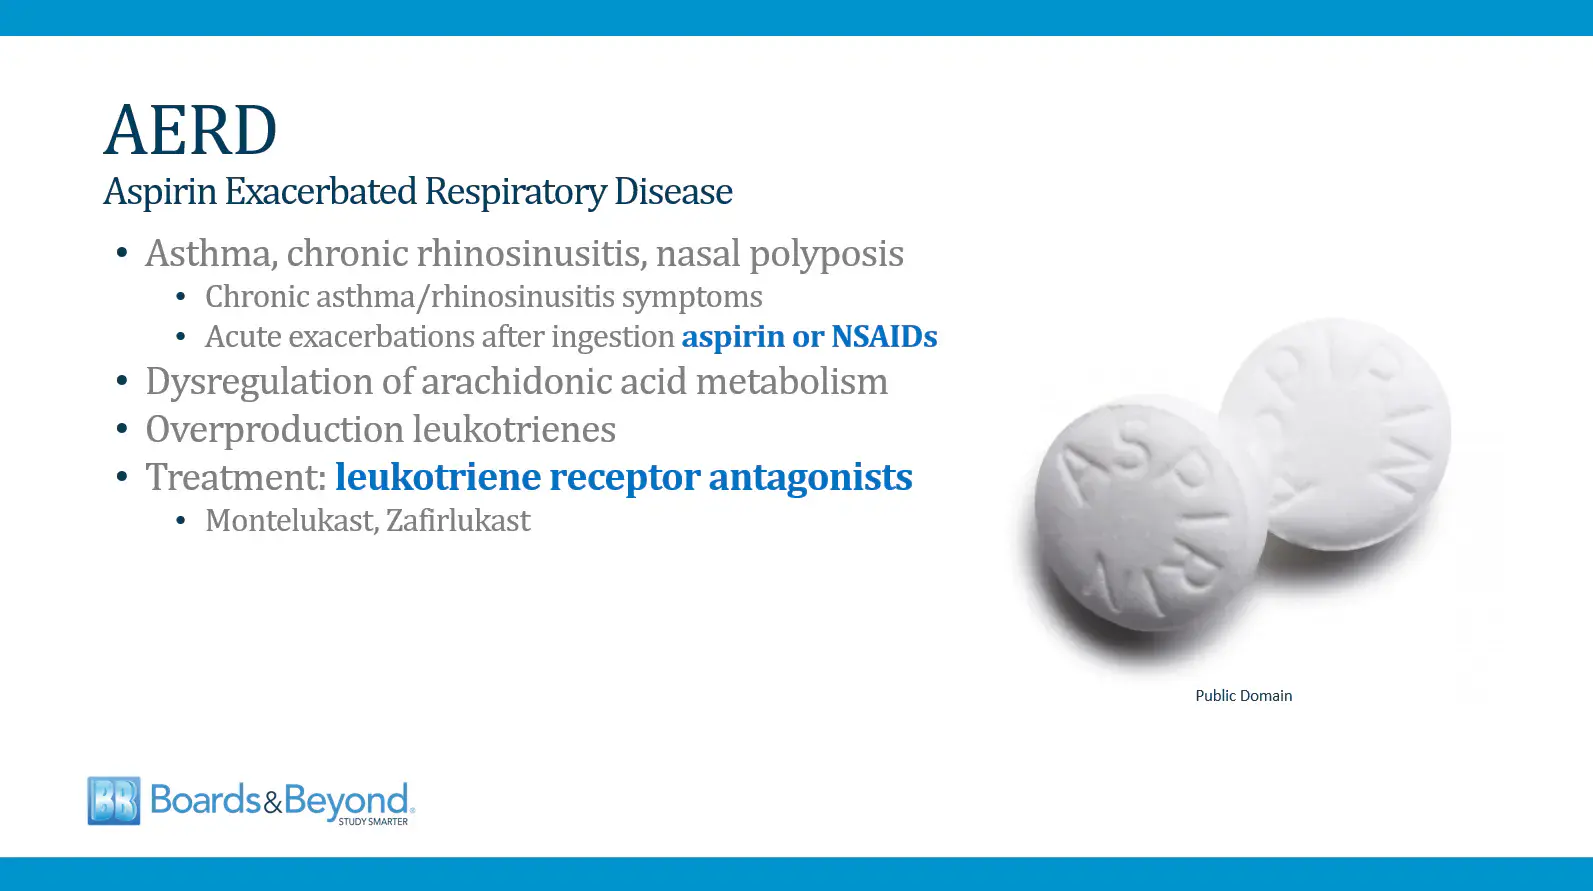 AERD
Aspirin Exacerbated Respiratory Disease
• Asthma, chronic rhinosinusitis, nasal polyposis
• Chronic asthma/rhinosinusitis symptoms
• Acute exacerbations after ingestion aspirin or NSAIDs
• Dysregulation of arachidonic acid metabolism
• Overproduction leukotrienes
• Treatment: leukotriene receptor antagonists
• Montelukast, Zafirlukast
ASPIRIN
ASPIRIN
Public Domain
BB Boards&Beyond®
STUDY SMARTER